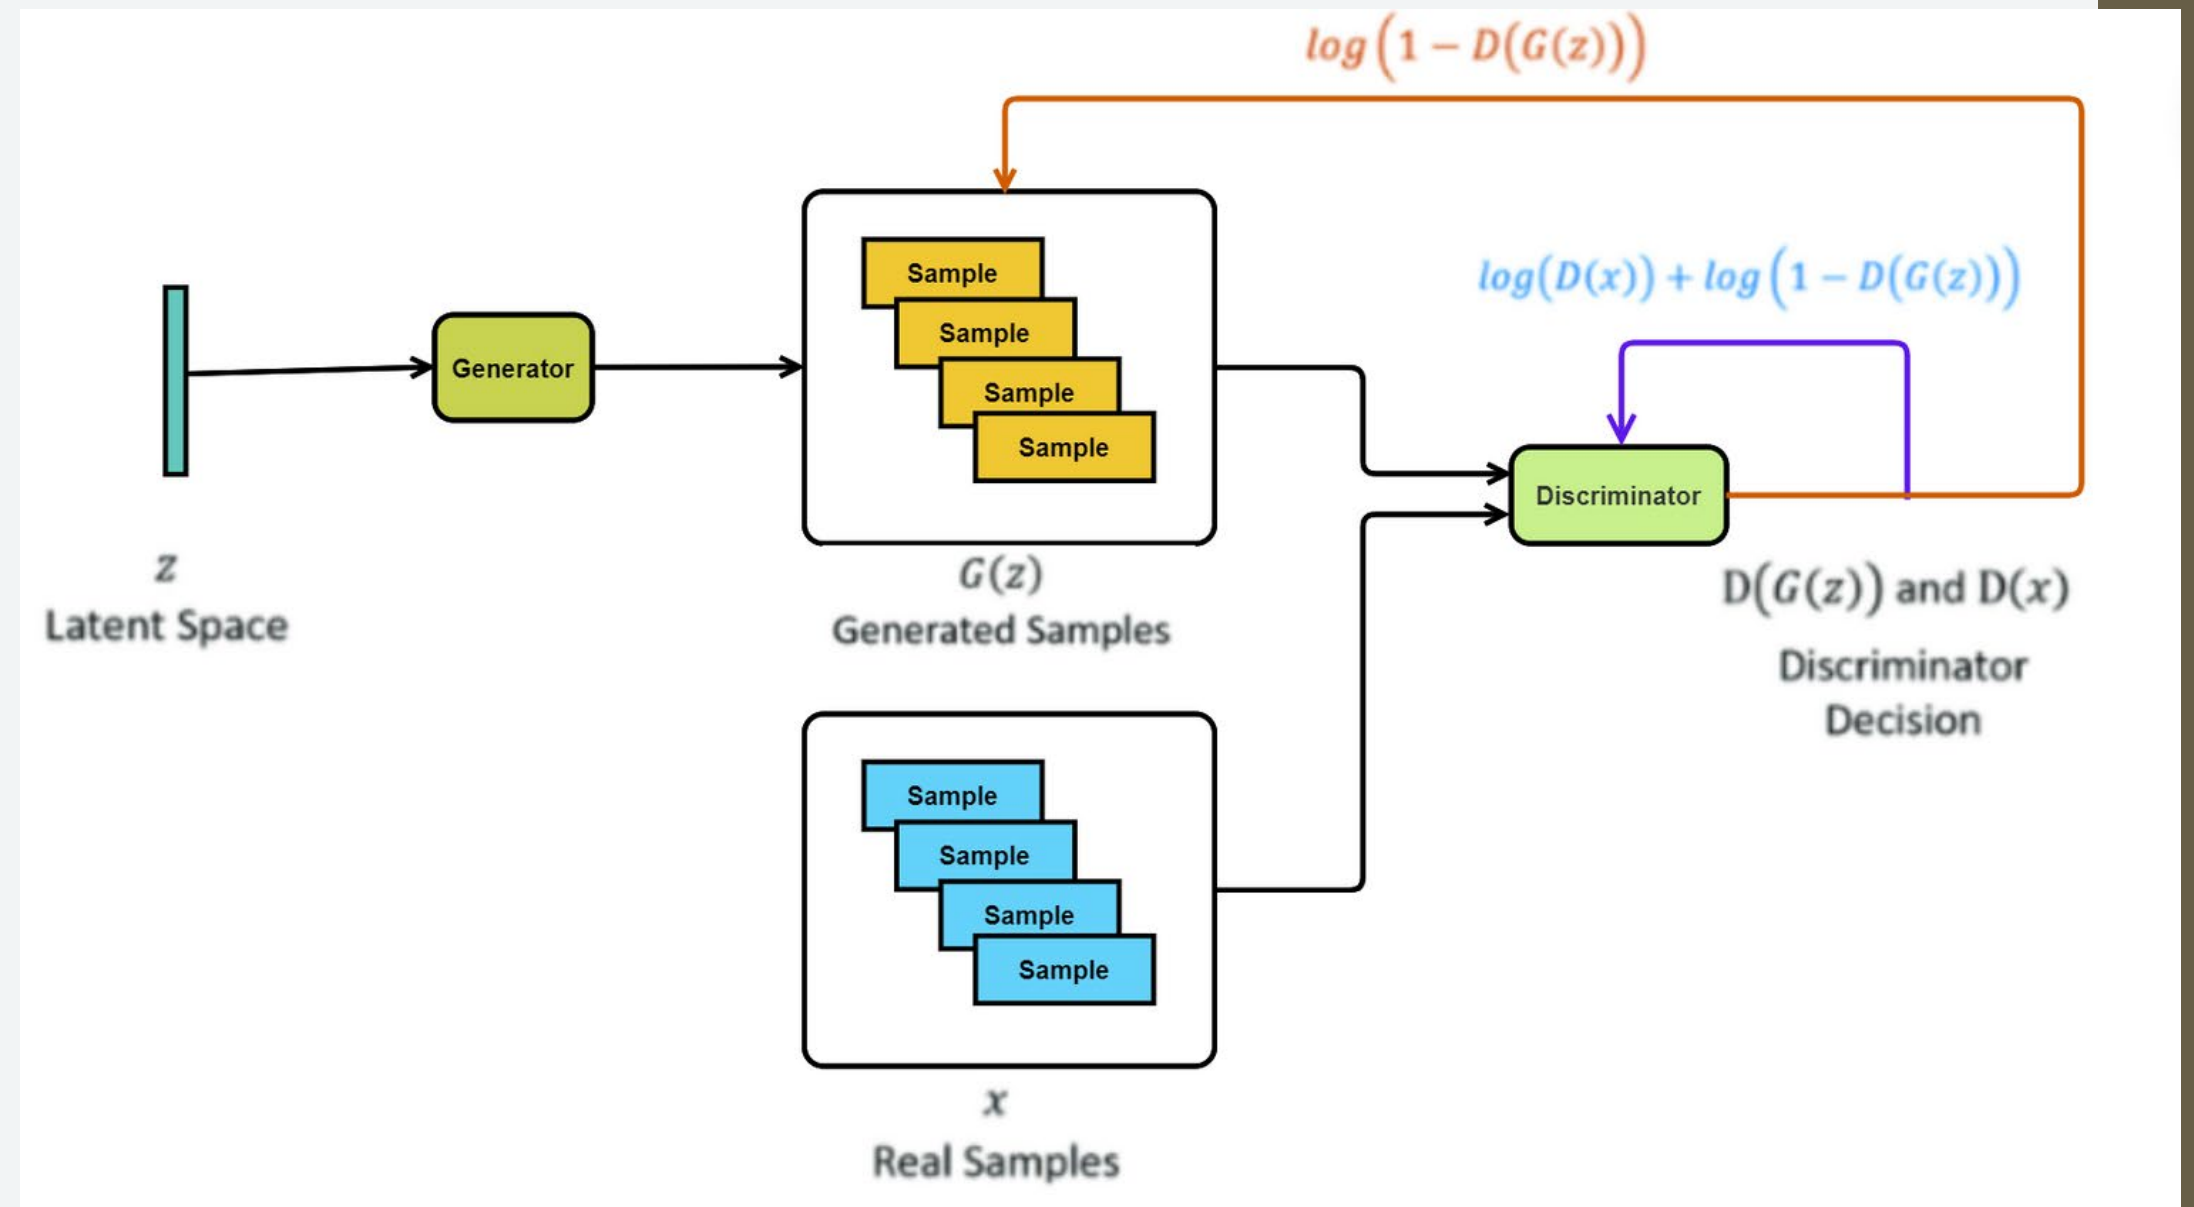 log(1 − D(G(z)))
log(D(x)) + log(1 − D(G(z)))
Generator
Sample
Sample
Sample
Sample
Discriminator
z
Latent Space
G(z)
Generated Samples
D(G(z)) and D(x)
Discriminator
Decision
Sample
Sample
Sample
Sample
x
Real Samples